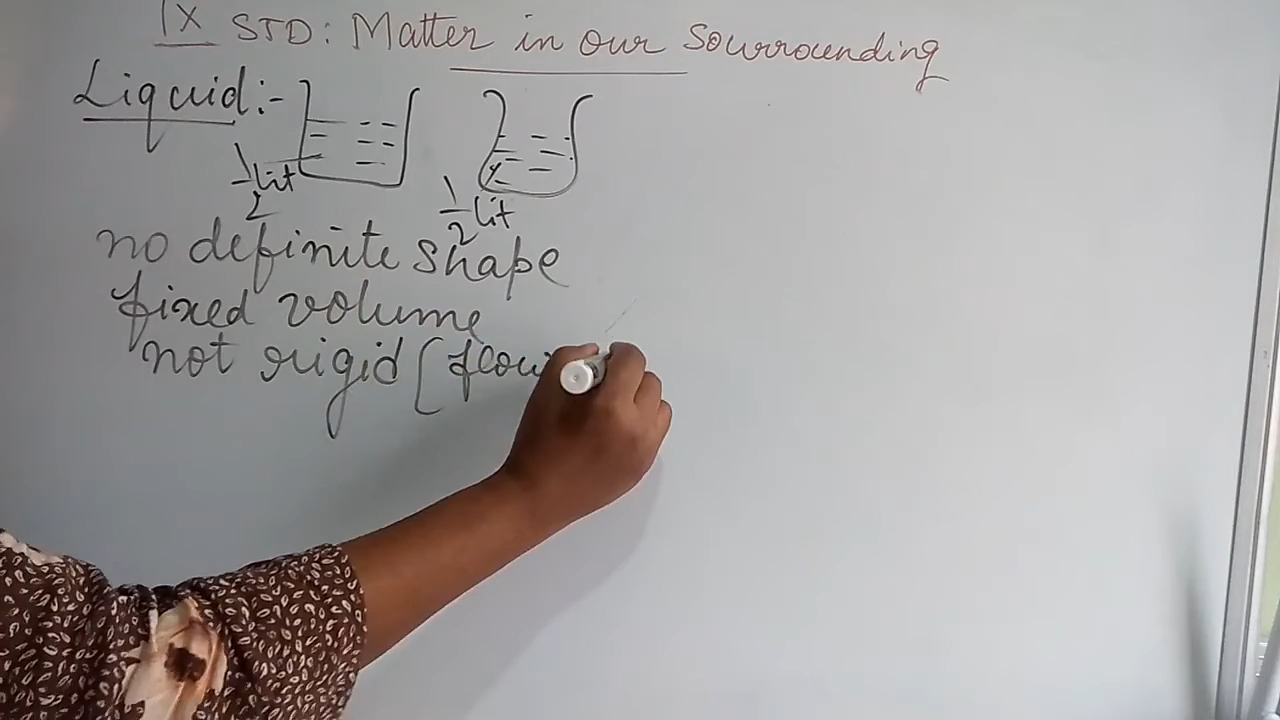 IX STD: Matter in our Sourrounding
Liquid:-
1/2 lit
1/2 lit
no definite shape
fixed volume
not rigid (